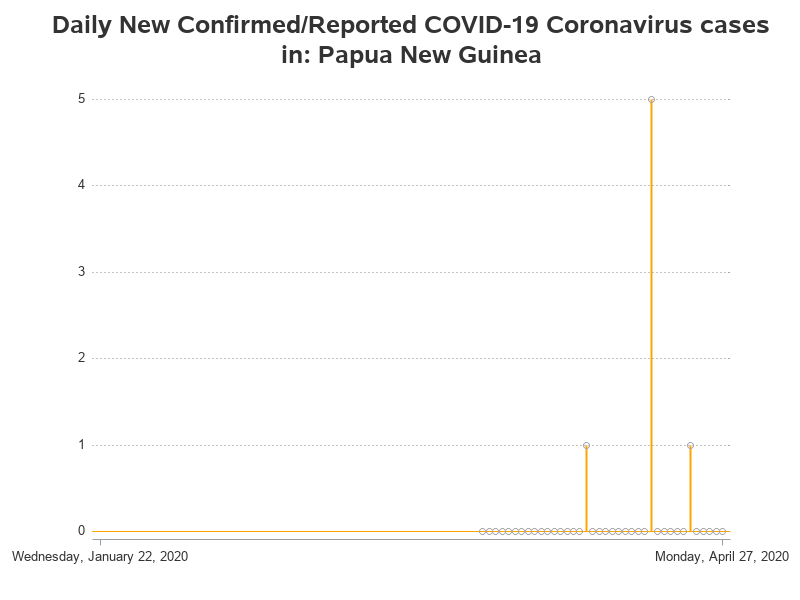 Daily New Confirmed/Reported COVID-19 Coronavirus cases
in: Papua New Guinea
5
4
3
2
1
0
Wednesday, January 22, 2020
Monday, April 27, 2020